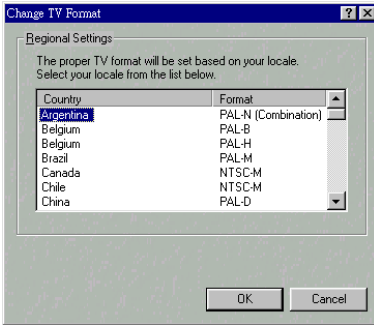 Change TV Format
Regional Settings
The proper TV format will be set based on your locale.
Select your locale from the list below.
Country Format
Argentina PAL-N (Combination)
Belgium PAL-B
Belgium PAL-H
Brazil PAL-M
Canada NTSC-M
Chile NTSC-M
China PAL-D
OK Cancel